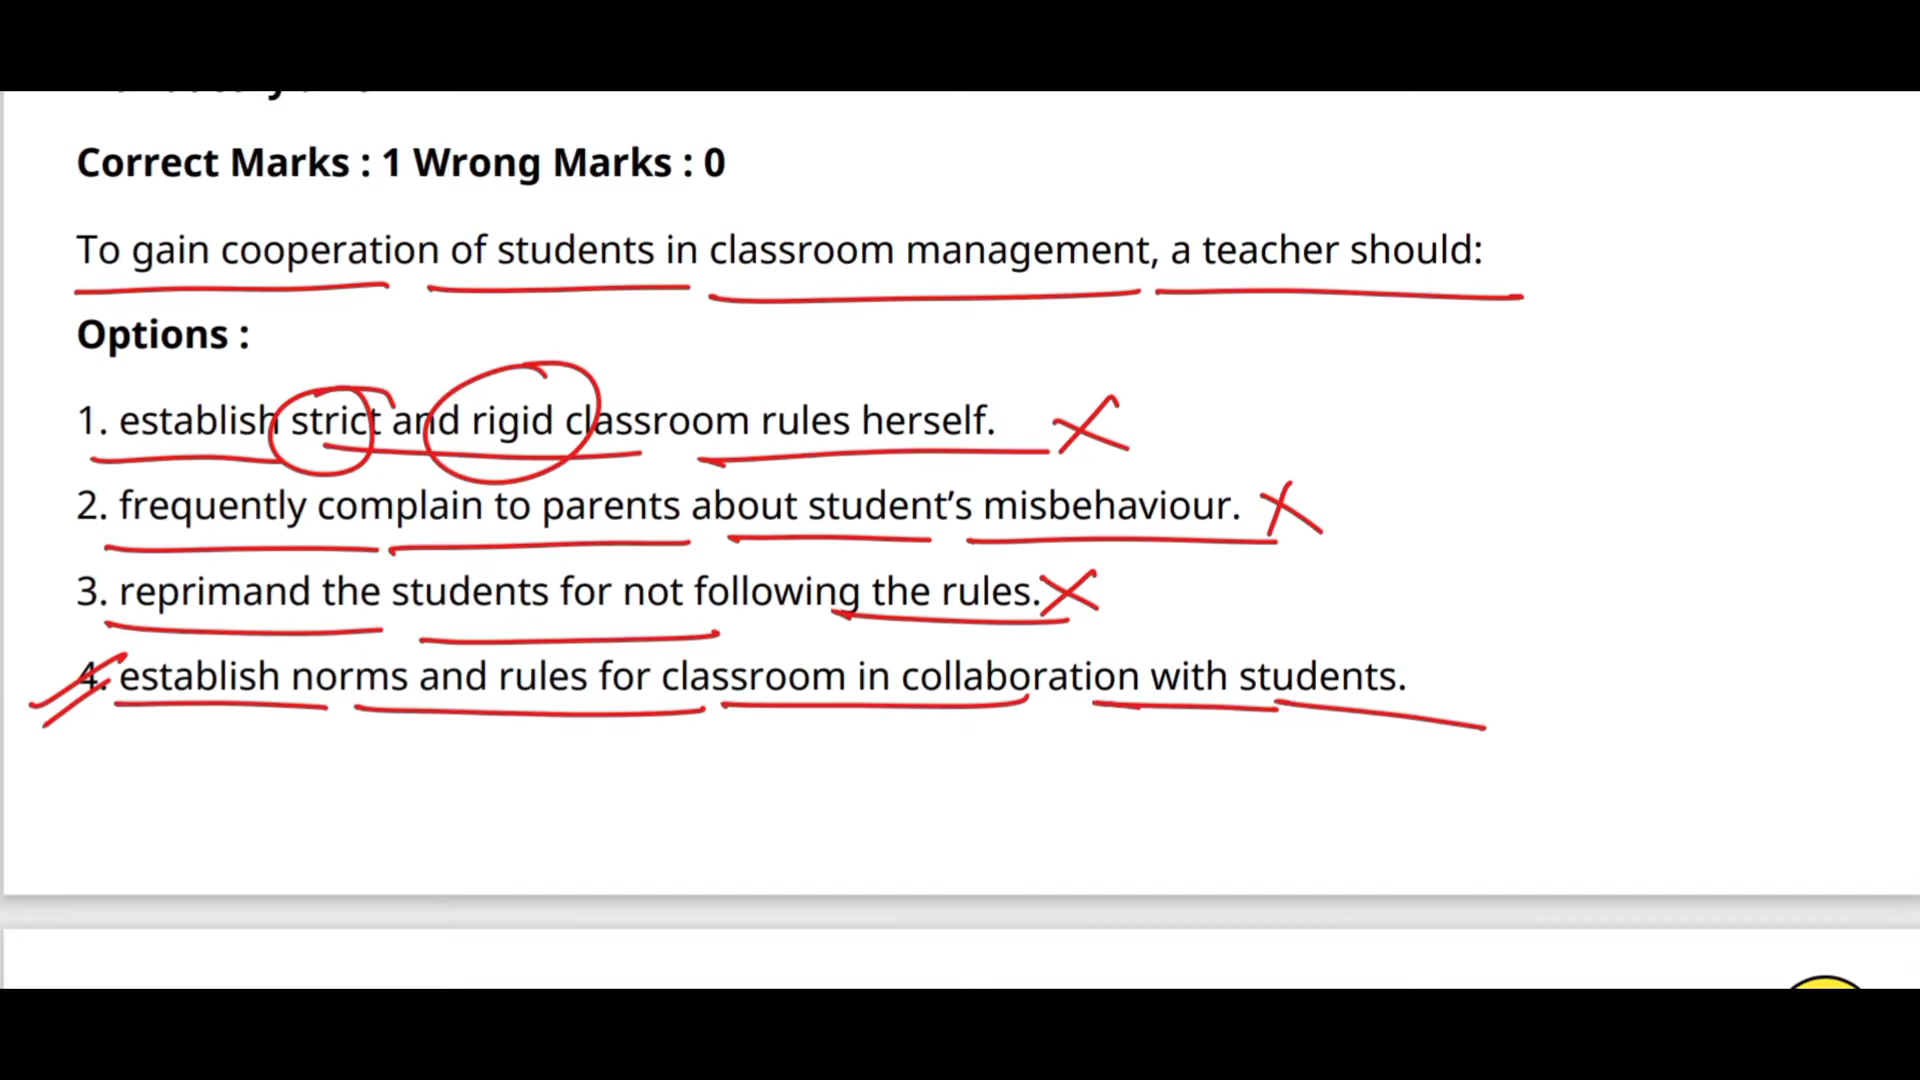 Correct Marks : 1 Wrong Marks : 0
To gain cooperation of students in classroom management, a teacher should:
Options :
1. establish strict and rigid classroom rules herself.
2. frequently complain to parents about student’s misbehaviour.
3. reprimand the students for not following the rules.
4. establish norms and rules for classroom in collaboration with students.